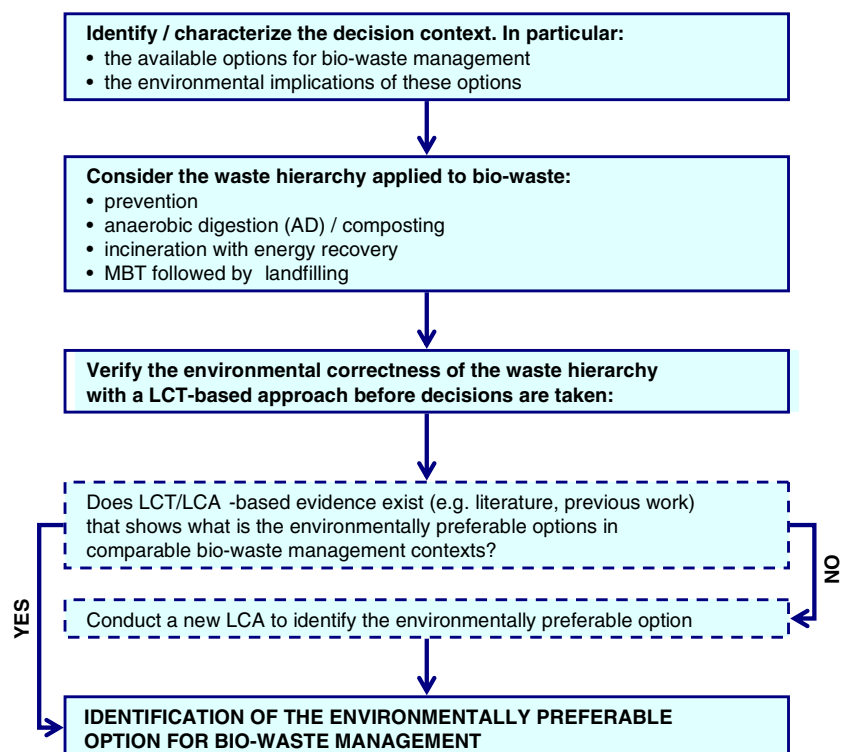 Identify / characterize the decision context. In particular:
• the available options for bio-waste management
• the environmental implications of these options
Consider the waste hierarchy applied to bio-waste:
• prevention
• anaerobic digestion (AD) / composting
• incineration with energy recovery
• MBT followed by landfilling
Verify the environmental correctness of the waste hierarchy
with a LCT-based approach before decisions are taken:
Does LCT/LCA -based evidence exist (e.g. literature, previous work)
that shows what is the environmentally preferable options in
comparable bio-waste management contexts?
NO
YES
Conduct a new LCA to identify the environmentally preferable option
IDENTIFICATION OF THE ENVIRONMENTALLY PREFERABLE
OPTION FOR BIO-WASTE MANAGEMENT